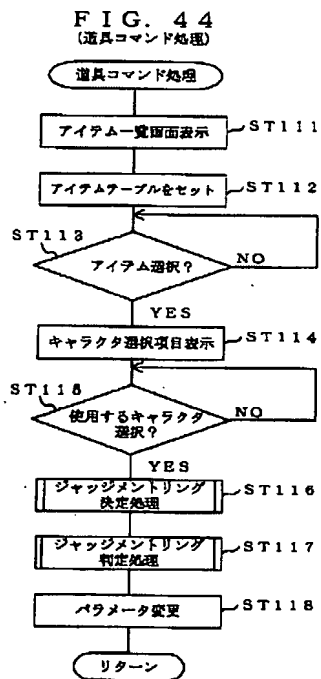 FIG. 44
(道具コマンド処理)
道具コマンド処理
アイテム一覧画面表示
ST111
アイテムテーブルをセット
ST112
ST113
アイテム選択?
NO
YES
キャラクタ選択項目表示
ST114
ST115
使用するキャラクタ
選択?
NO
YES
ジャッジメントリング
決定処理
ST116
ジャッジメントリング
判定処理
ST117
パラメータ変更
ST118
リターン